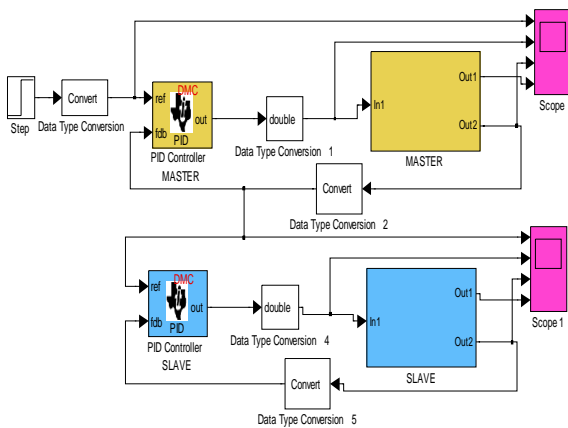 Step
Convert
Data Type Conversion
ref
fdb
DMC
out
PID
PID Controller
MASTER
double
Data Type Conversion 1
In1
Out1
Out2
MASTER
Scope
Convert
Data Type Conversion 2
ref
fdb
DMC
out
PID
PID Controller
SLAVE
double
Data Type Conversion 4
In1
Out1
Out2
SLAVE
Scope 1
Convert
Data Type Conversion 5